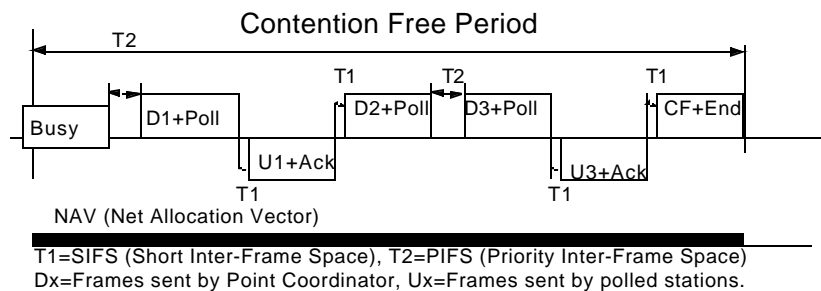 Contention Free Period
T2
T1 T2 T1
Busy D1+Poll D2+Poll D3+Poll CF+End
U1+Ack U3+Ack
T1 T1
NAV (Net Allocation Vector)
T1=SIFS (Short Inter-Frame Space), T2=PIFS (Priority Inter-Frame Space)
Dx=Frames sent by Point Coordinator, Ux=Frames sent by polled stations.